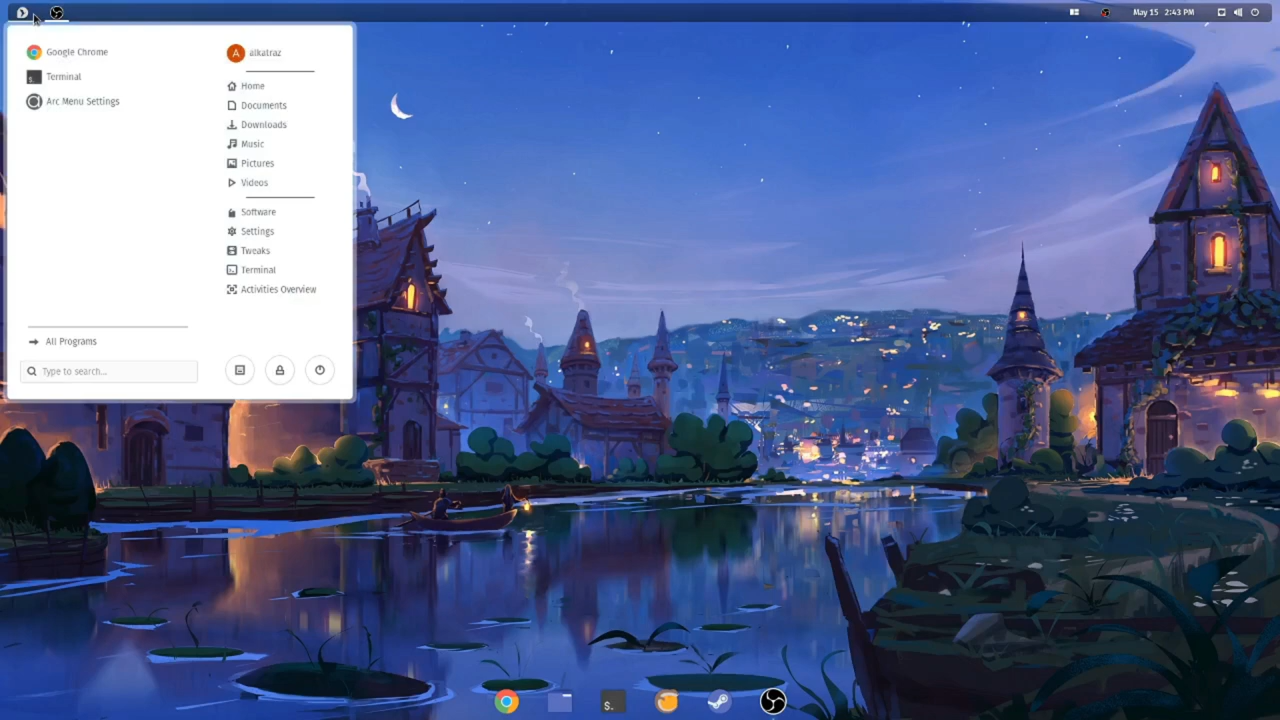 May 15 2:43 PM
Google Chrome
Terminal
Arc Menu Settings
All Programs
Type to search...
A alkatraz
Home
Documents
Downloads
Music
Pictures
Videos
Software
Settings
Tweaks
Terminal
Activities Overview
$_